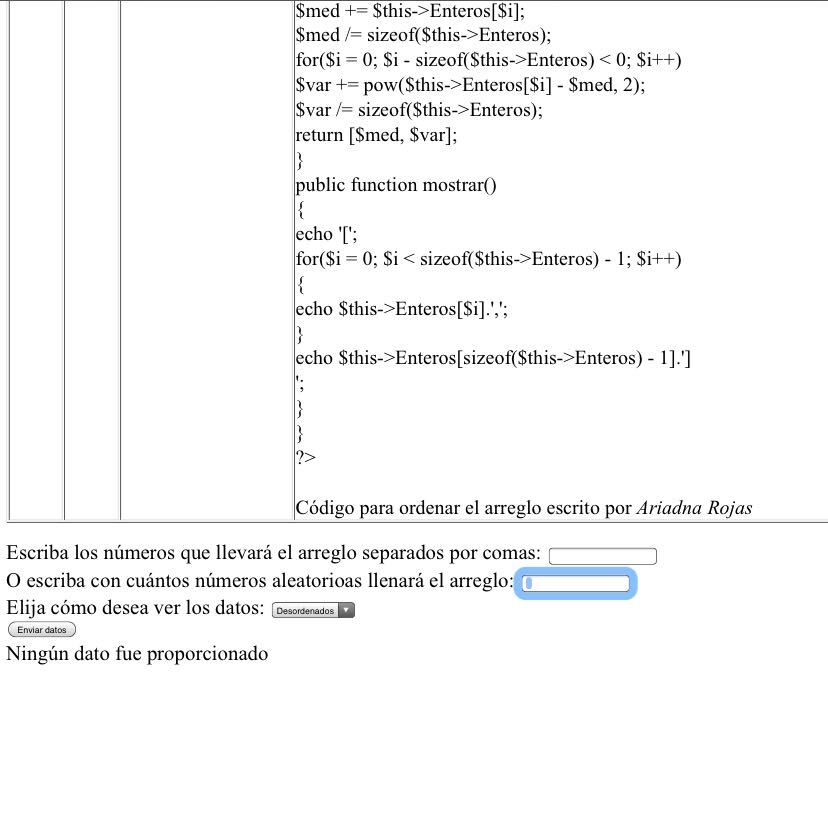 $med += $this->Enteros[$i];
$med /= sizeof($this->Enteros);
for($i = 0; $i - sizeof($this->Enteros) < 0; $i++)
$var += pow($this->Enteros[$i] - $med, 2);
$var /= sizeof($this->Enteros);
return [$med, $var];
}
public function mostrar()
{
echo '[';
for($i = 0; $i < sizeof($this->Enteros) - 1; $i++)
{
echo $this->Enteros[$i].',';
}
echo $this->Enteros[sizeof($this->Enteros) - 1].']
';
}
}
?>
Código para ordenar el arreglo escrito por Ariadna Rojas
Escriba los números que llevará el arreglo separados por comas:
O escriba con cuántos números aleatorioas llenará el arreglo:
Elija cómo desea ver los datos: Desordenados
Enviar datos
Ningún dato fue proporcionado